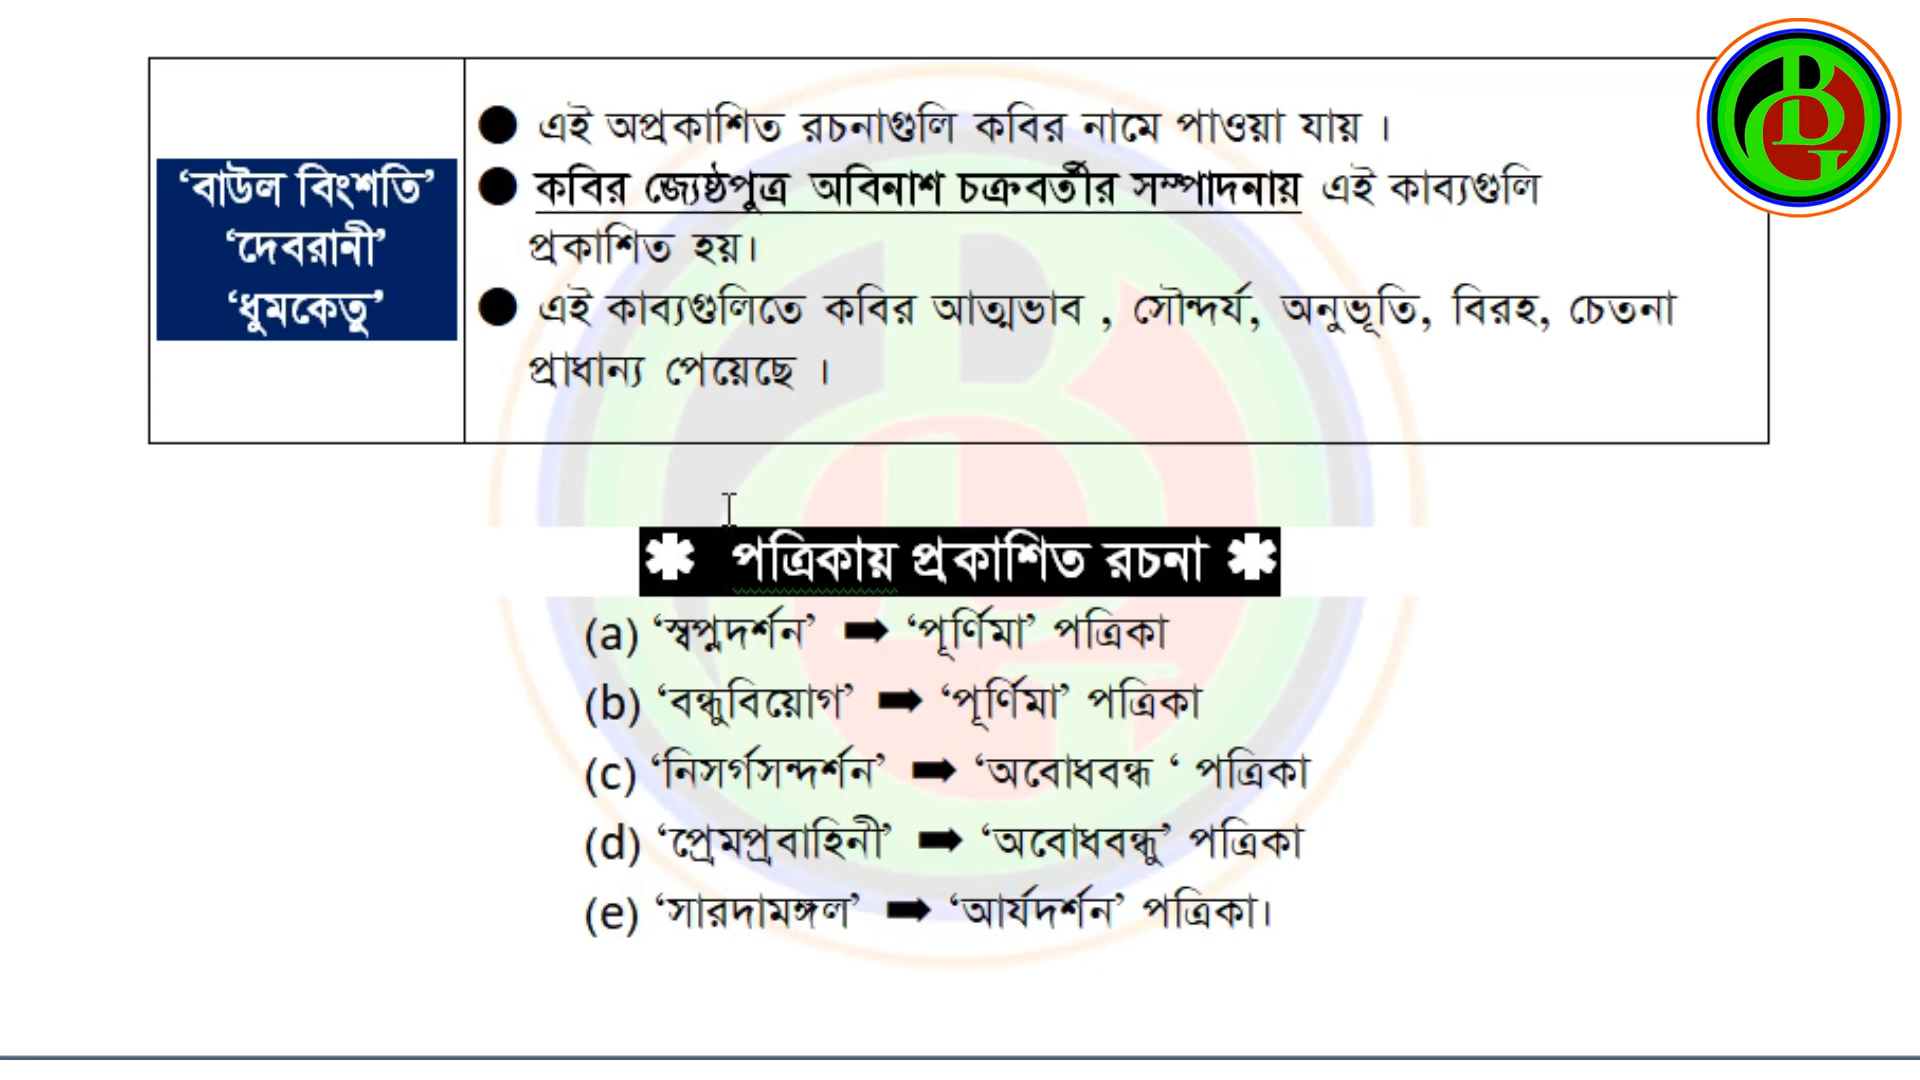 ‘বাউল বিংশতি’
‘দেবরানী’
‘ধুমকেতু’
● এই অপ্রকাশিত রচনাগুলি কবির নামে পাওয়া যায় ।
● কবির জ্যেষ্ঠপুত্র অবিনাশ চক্রবর্তীর সম্পাদনায় এই কাব্যগুলি
প্রকাশিত হয়।
● এই কাব্যগুলিতে কবির আত্মভাব , সৌন্দর্য, অনুভূতি, বিরহ, চেতনা
প্রাধান্য পেয়েছে ।
✱ পত্রিকায় প্রকাশিত রচনা ✱
(a) ‘স্বপ্নদর্শন’ ➡ ‘পূর্ণিমা’ পত্রিকা
(b) ‘বন্ধুবিয়োগ’ ➡ ‘পূর্ণিমা’ পত্রিকা
(c) ‘নিসর্গসন্দর্শন’ ➡ ‘অবোধবন্ধ ‘ পত্রিকা
(d) ‘প্রেমপ্রবাহিনী’ ➡ ‘অবোধবন্ধু’ পত্রিকা
(e) ‘সারদামঙ্গল’ ➡ ‘আর্যদর্শন’ পত্রিকা।